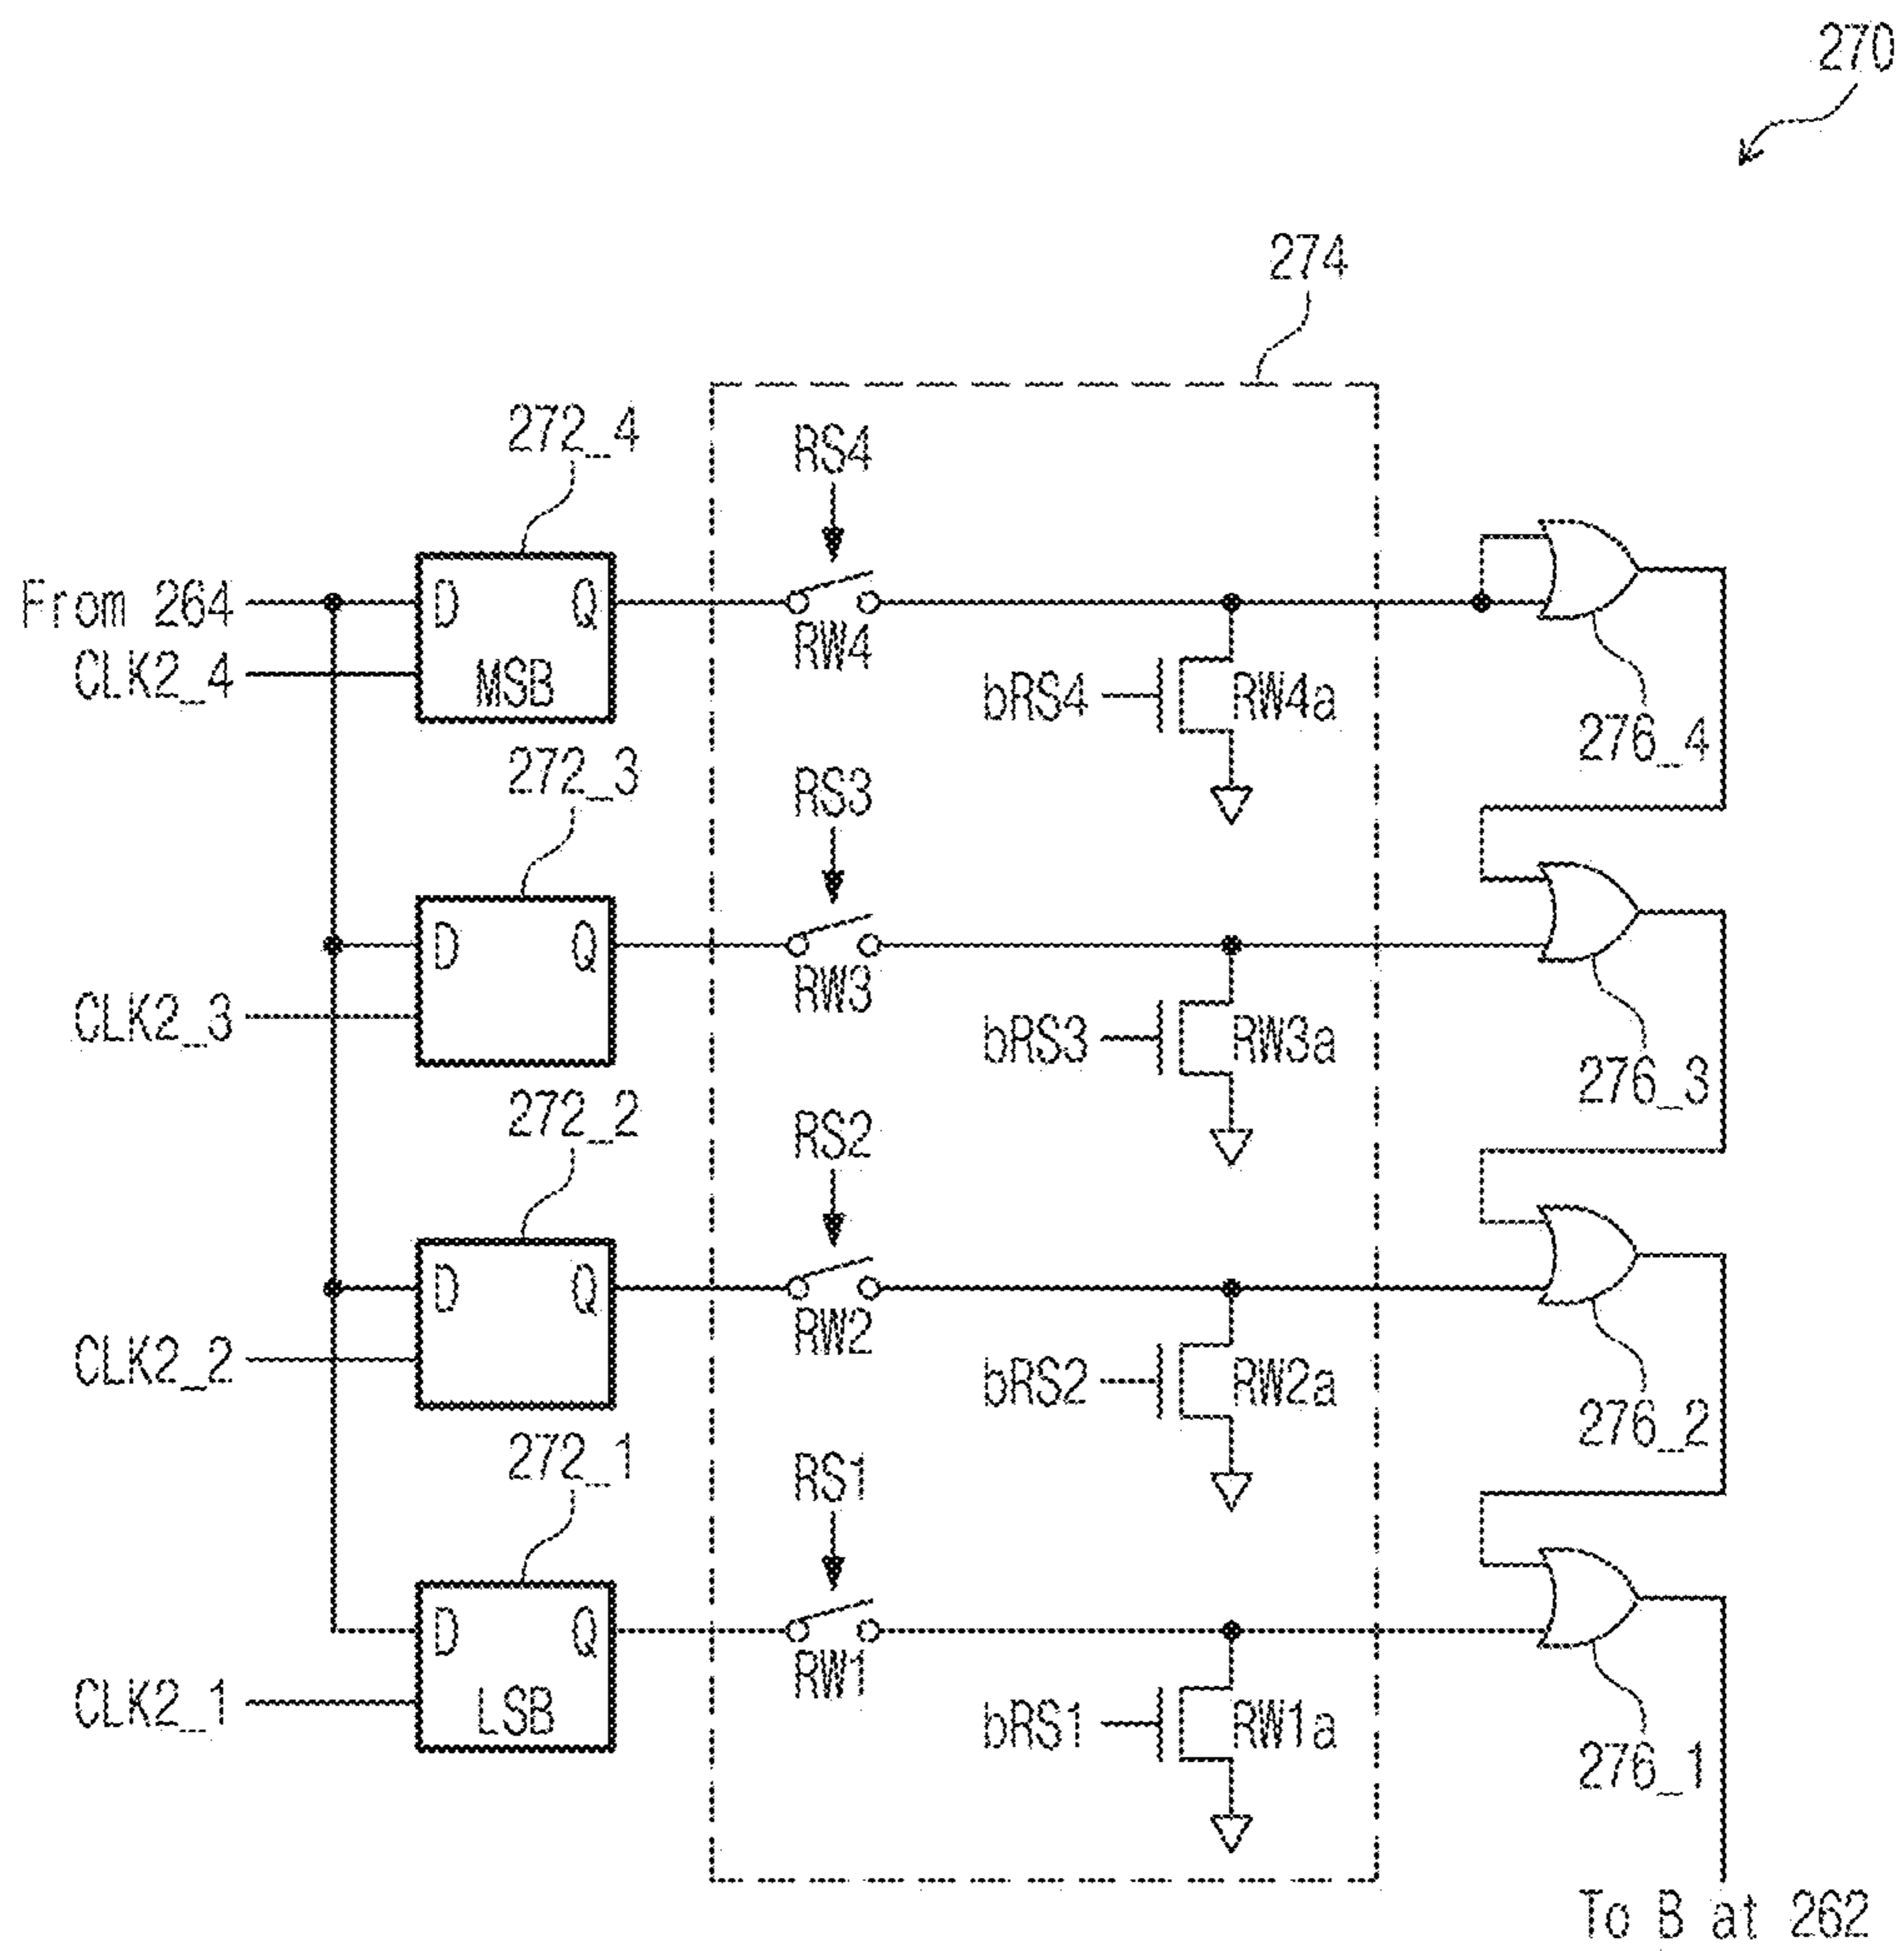 270
274
272_4
RS4
From 264
D
Q
RW4
CLK2_4
MSB
bRS4
RW4a
276_4
272_3
RS3
D
Q
RW3
CLK2_3
bRS3
RW3a
276_3
272_2
RS2
D
Q
RW2
CLK2_2
bRS2
RW2a
276_2
272_1
RS1
D
Q
RW1
CLK2_1
LSB
bRS1
RW1a
276_1
To B at 262